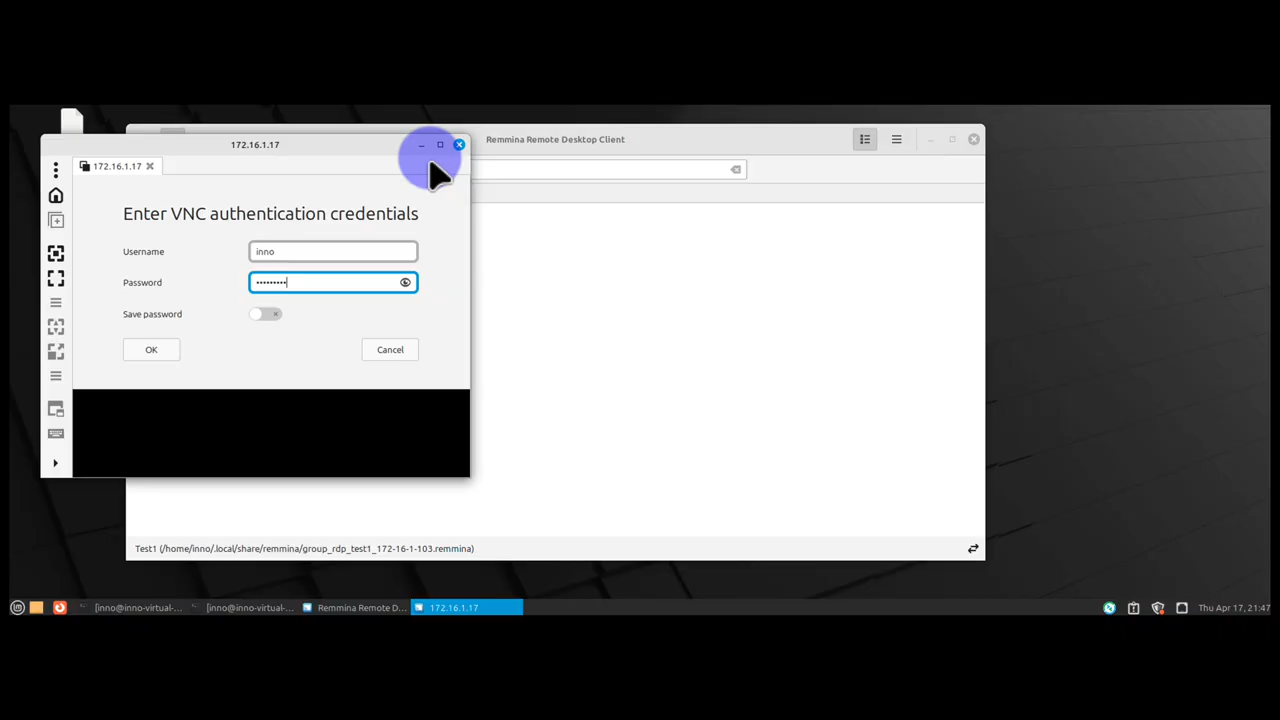 Remmina Remote Desktop Client
172.16.1.17
172.16.1.17
Enter VNC authentication credentials
Username
inno
Password
•••••••••
Save password
OK
Cancel
Test1 (/home/inno/.local/share/remmina/group_rdp_test1_172-16-1-103.remmina)
[inno@inno-virtual-...
[inno@inno-virtual-...
Remmina Remote D...
172.16.1.17
Thu Apr 17, 21:47